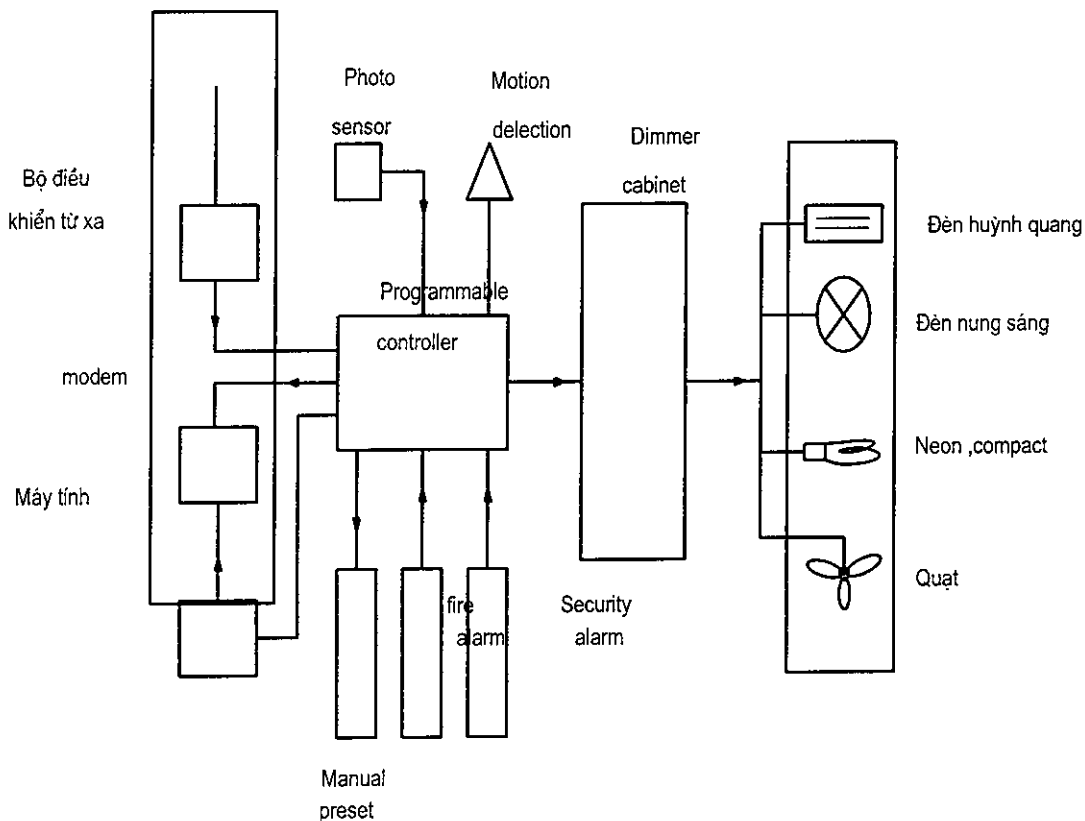 Photo
sensor
Motion
delection
Dimmer
cabinet
Bộ điều
khiển từ xa
Đèn huỳnh quang
Programmable
controller
Đèn nung sáng
modem
Neon ,compact
Máy tính
Quạt
fire
alarm
Security
alarm
Manual
preset